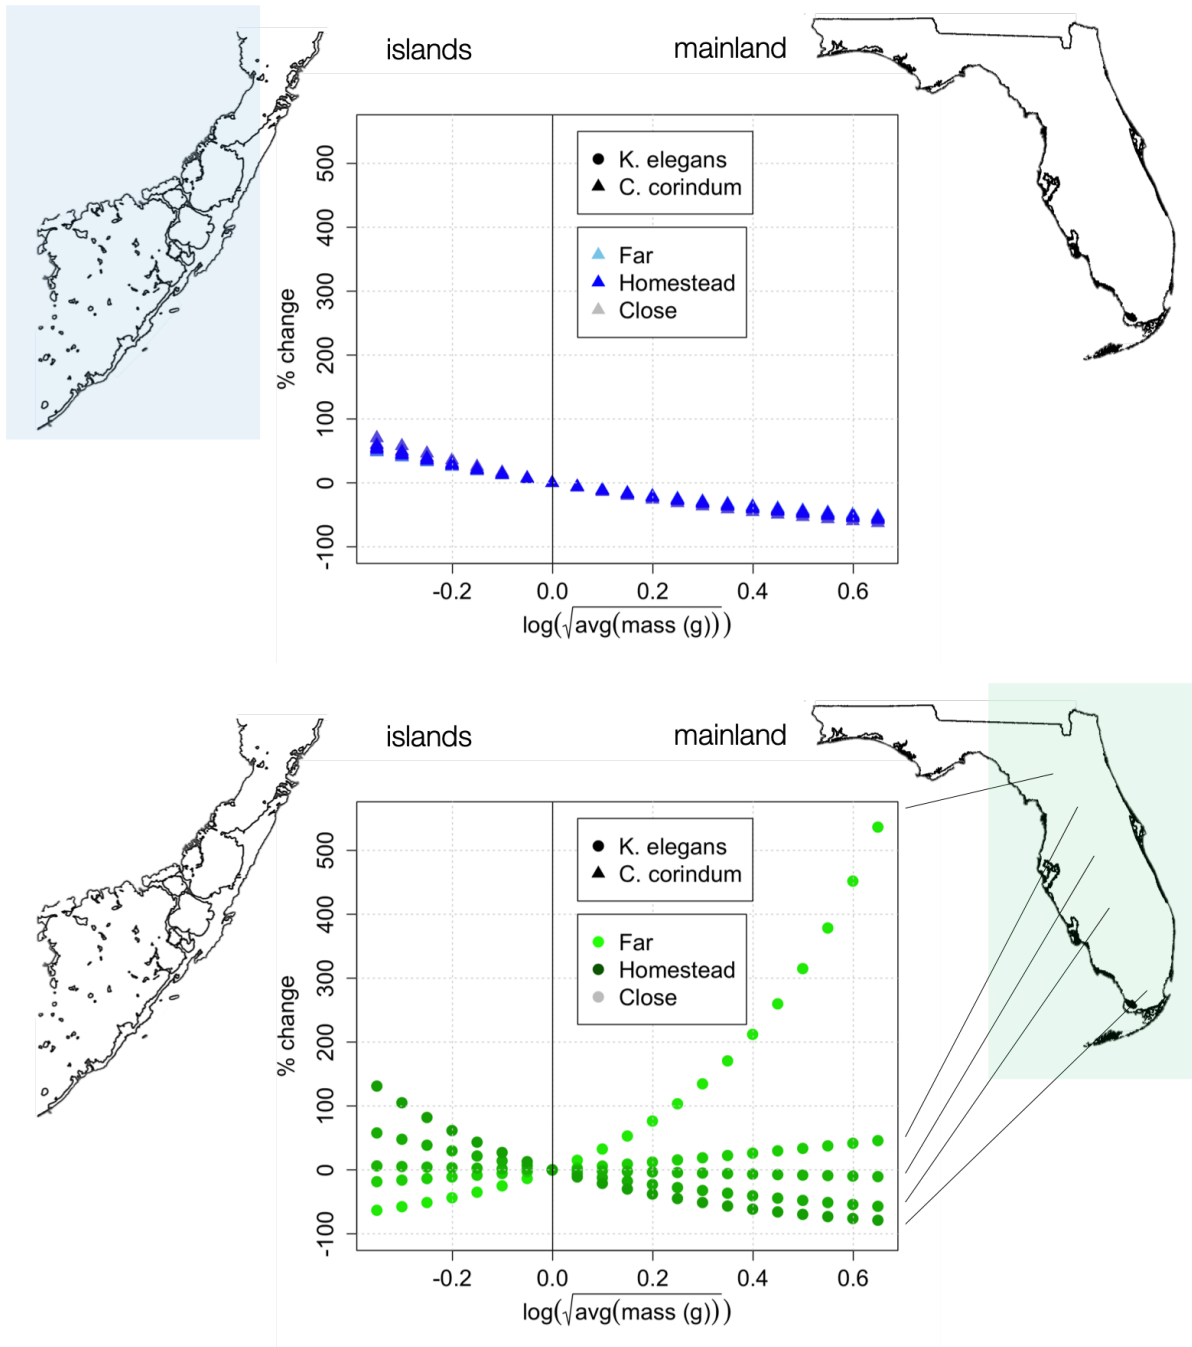 islands
mainland
K. elegans
C. corindum
Far
Homestead
Close
% change
500
400
300
200
100
0
-100
-0.2 0.0 0.2 0.4 0.6
log(√avg(mass (g)))
islands
mainland
K. elegans
C. corindum
Far
Homestead
Close
% change
500
400
300
200
100
0
-100
-0.2 0.0 0.2 0.4 0.6
log(√avg(mass (g)))